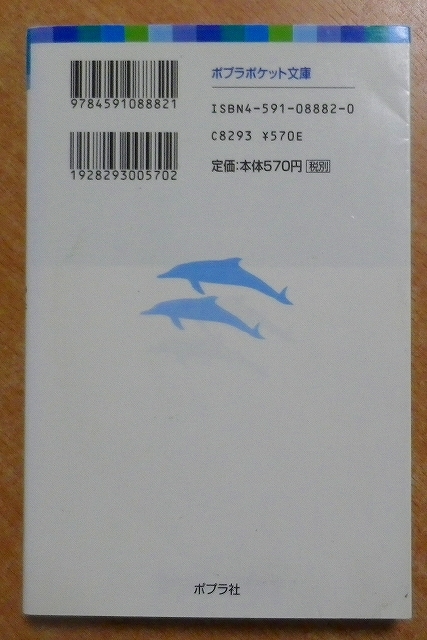 9784591088821
1928293005702
ポプラポケット文庫
ISBN4-591-08882-0
C8293 ¥570E
定価:本体570円 税別
ポプラ社